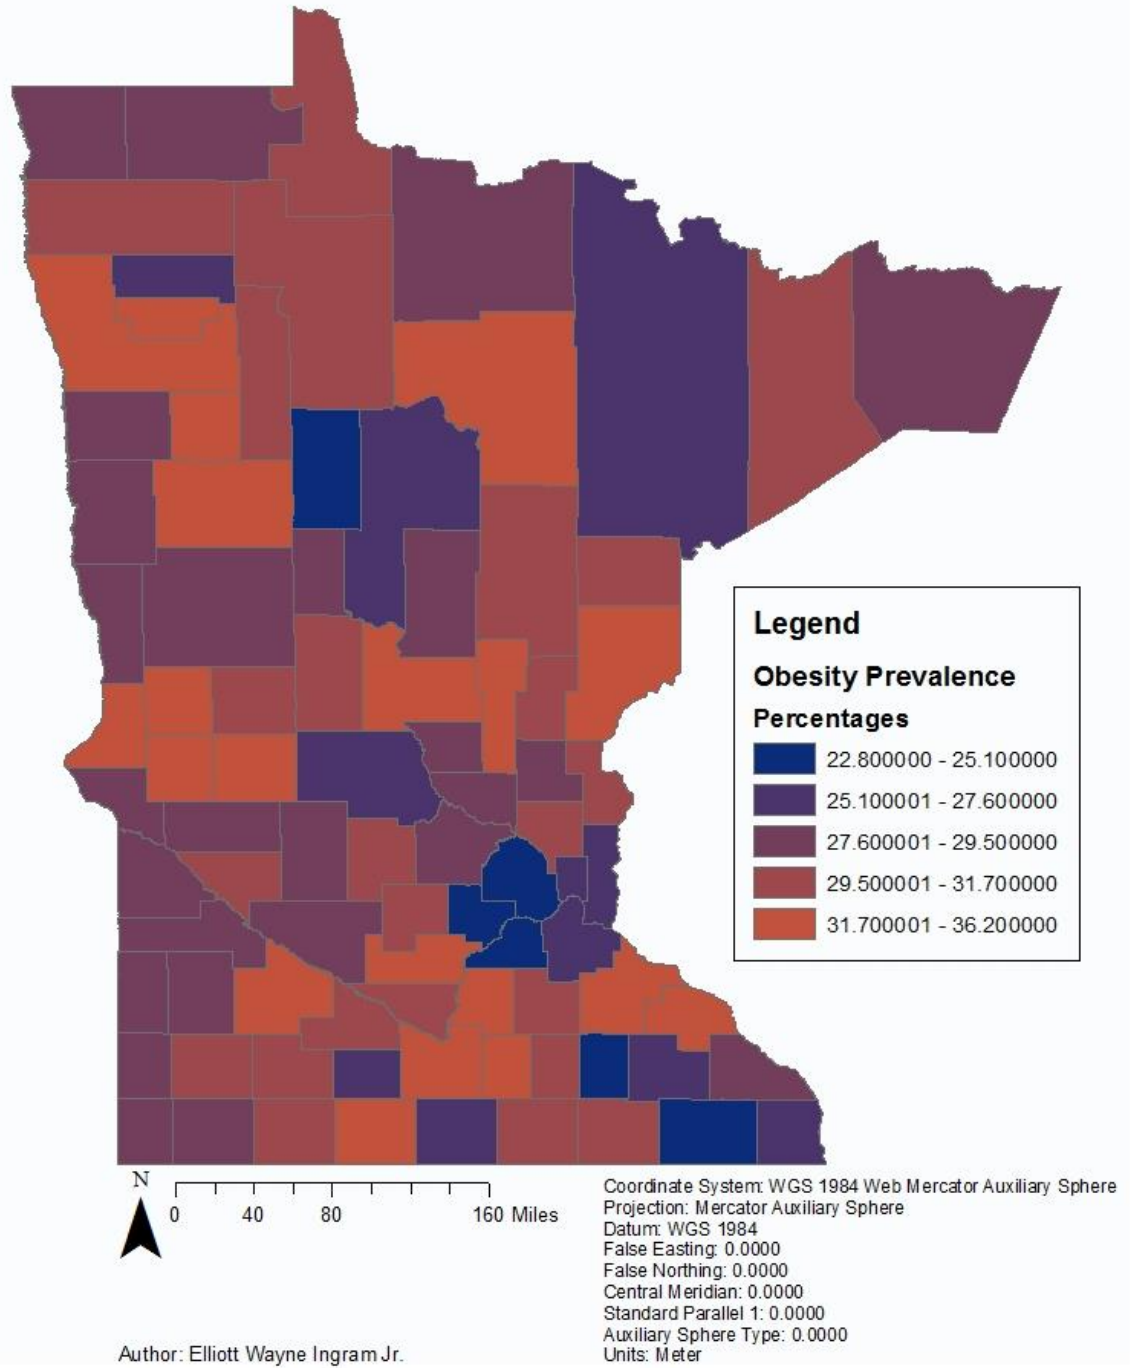 Legend
Obesity Prevalence
Percentages
22.800000 - 25.100000
25.100001 - 27.600000
27.600001 - 29.500000
29.500001 - 31.700000
31.700001 - 36.200000
N
0 40 80 160 Miles
Coordinate System: WGS 1984 Web Mercator Auxiliary Sphere
Projection: Mercator Auxiliary Sphere
Datum: WGS 1984
False Easting: 0.0000
False Northing: 0.0000
Central Meridian: 0.0000
Standard Parallel 1: 0.0000
Auxiliary Sphere Type: 0.0000
Units: Meter
Author: Elliott Wayne Ingram Jr.